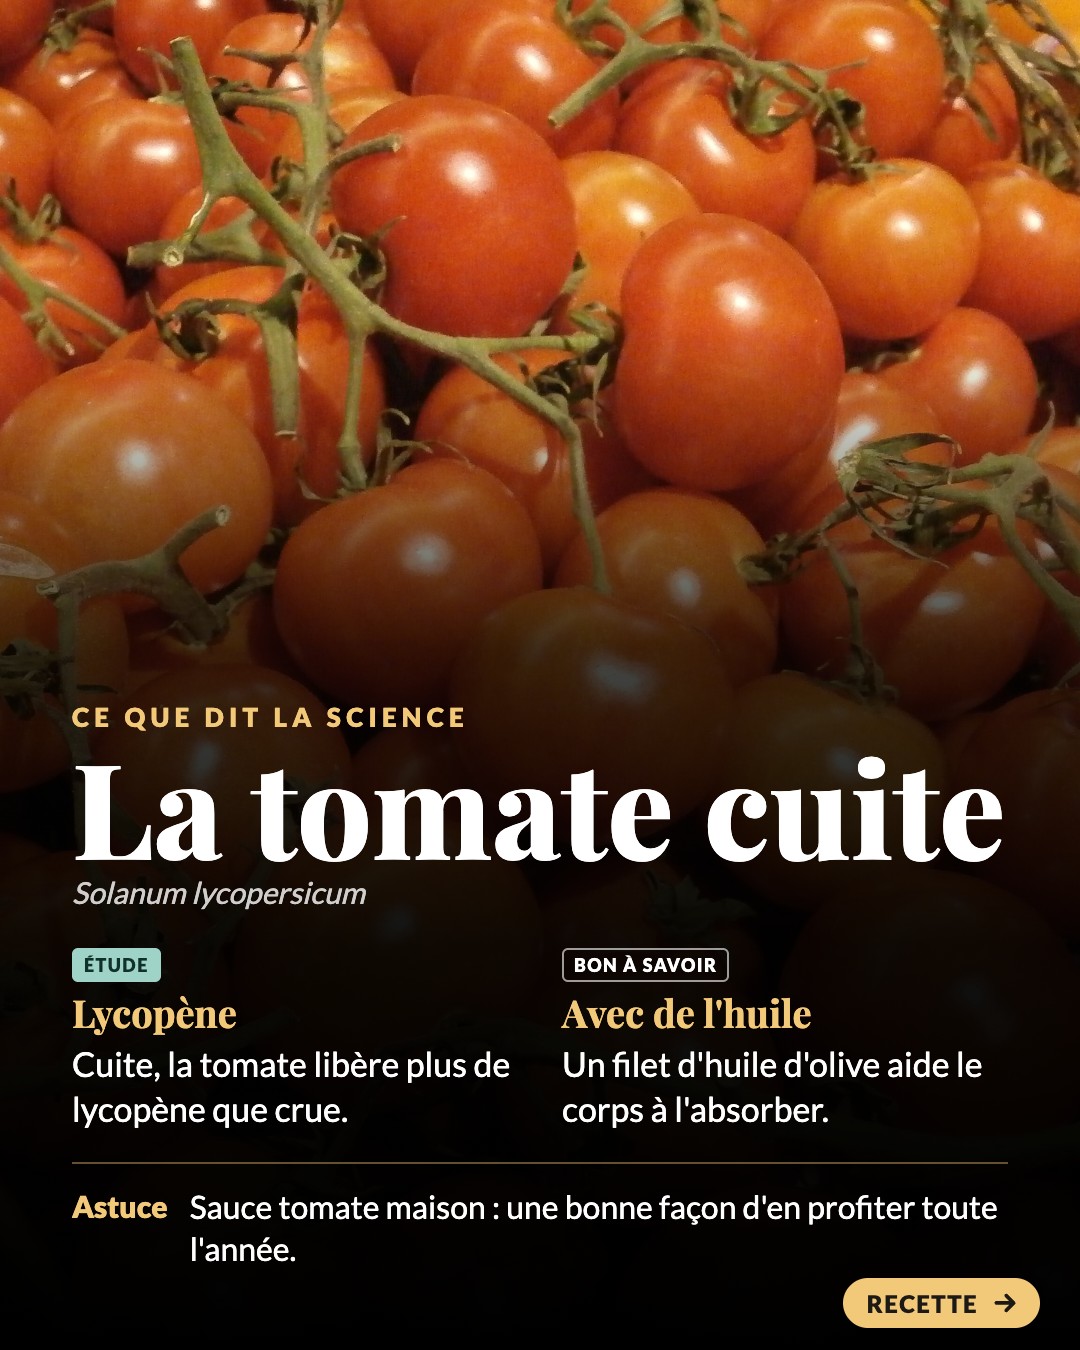 CE QUE DIT LA SCIENCE
La tomate cuite
Solanum lycopersicum
ÉTUDE
Lycopène
Cuite, la tomate libère plus de
lycopène que crue.
BON À SAVOIR
Avec de l'huile
Un filet d'huile d'olive aide le
corps à l'absorber.
Astuce Sauce tomate maison : une bonne façon d'en profiter toute
l'année.
RECETTE →